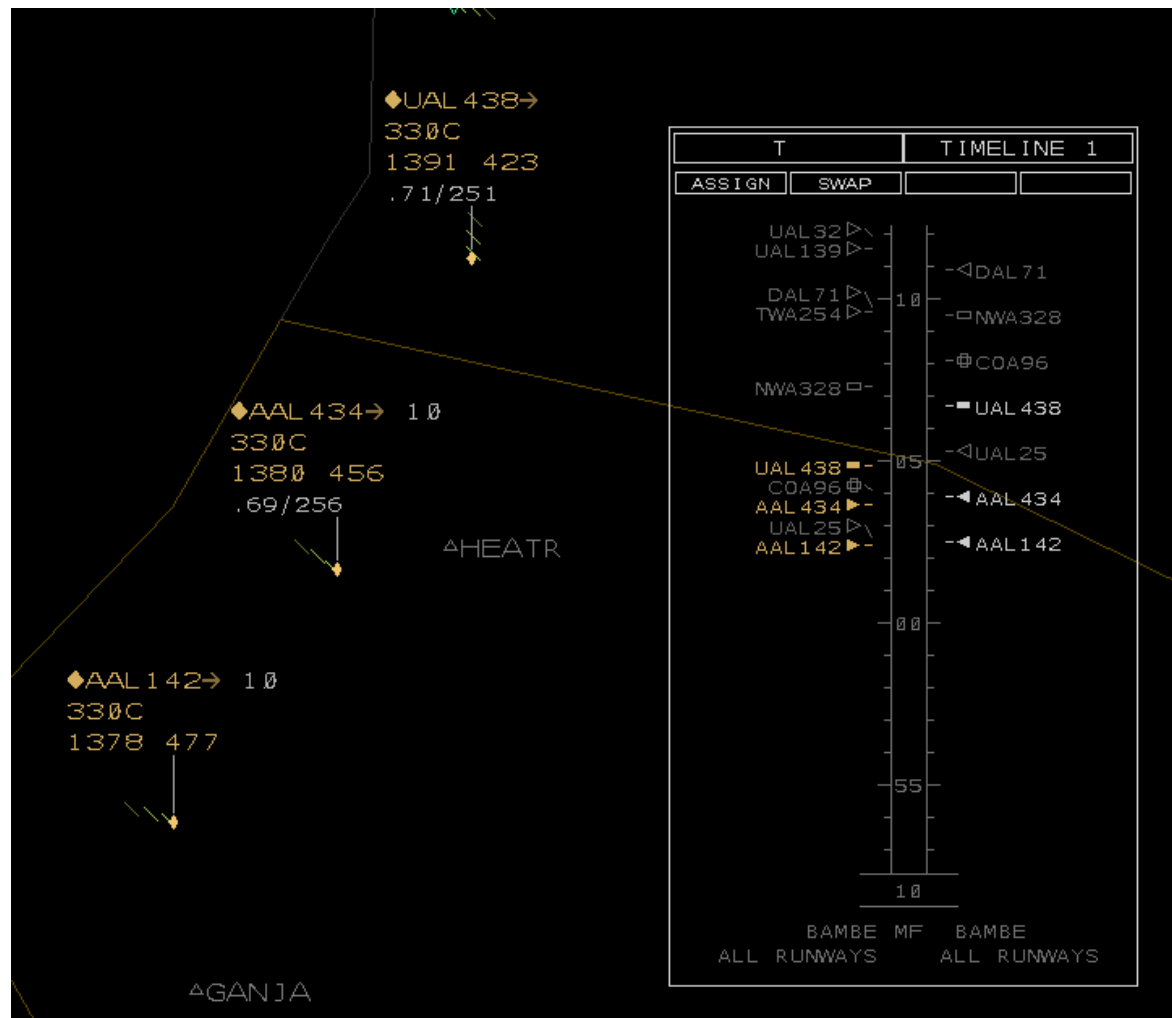 ◆UAL438→
330C
1391 423
.71/251
◆AAL434→ 10
330C
1380 456
.69/256
△HEATR
◆AAL142→ 10
330C
1378 477
△GANJA
T TIMELINE 1
ASSIGN SWAP
UAL32
UAL139
DAL71
DAL71 10
TWA254 NWA328
COA96
NWA328
UAL438
UAL25
UAL438 05
COA96
AAL434 AAL434
UAL25
AAL142 AAL142
00
55
10
BAMBE MF BAMBE
ALL RUNWAYS ALL RUNWAYS